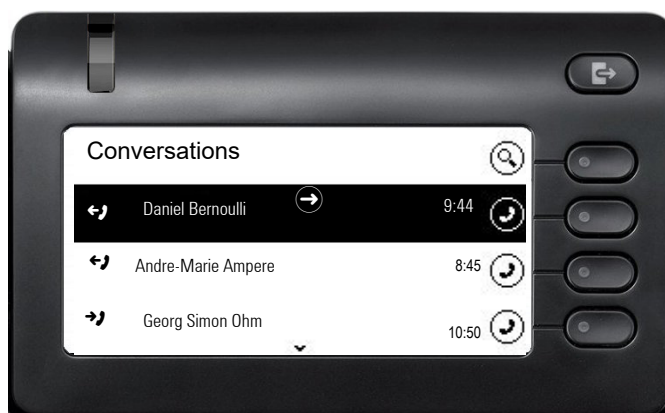 Conversations
Daniel Bernoulli 9:44
Andre-Marie Ampere 8:45
Georg Simon Ohm 10:50